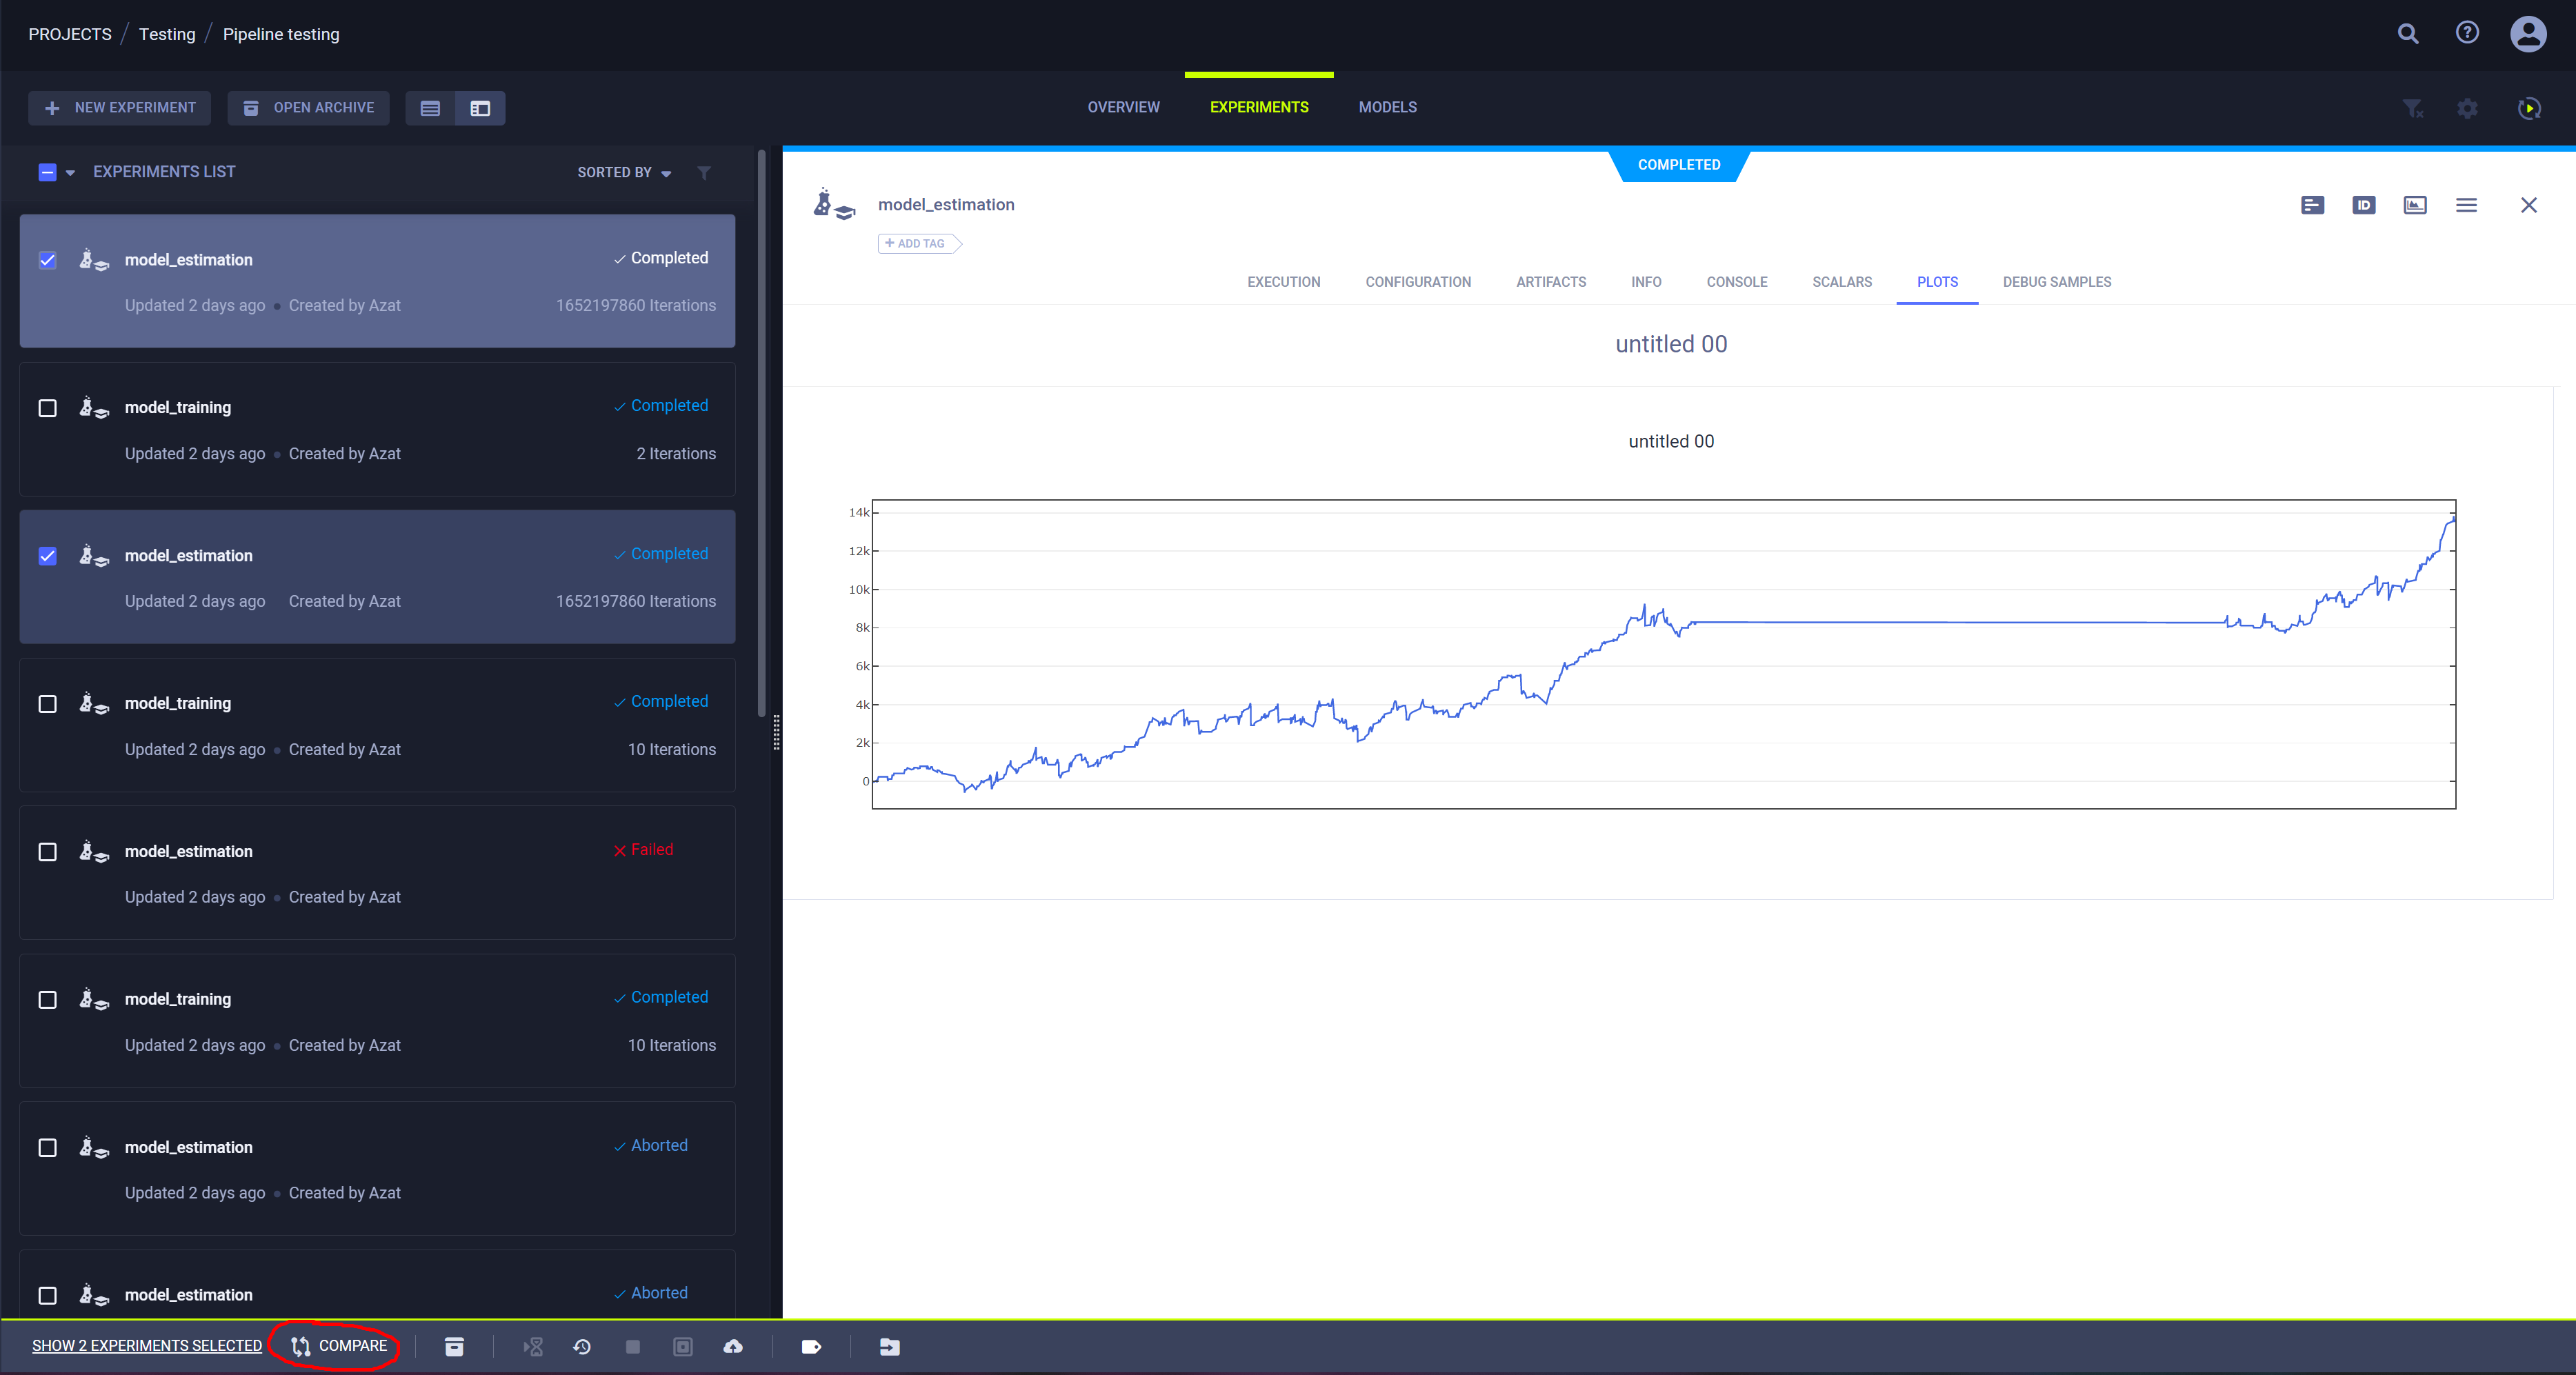 PROJECTS / Testing / Pipeline testing
NEW EXPERIMENT
OPEN ARCHIVE
OVERVIEW
EXPERIMENTS
MODELS
EXPERIMENTS LIST
SORTED BY
model_estimation
Completed
Updated 2 days ago • Created by Azat
1652197860 Iterations
model_training
Completed
Updated 2 days ago • Created by Azat
2 Iterations
model_estimation
Completed
Updated 2 days ago Created by Azat
1652197860 Iterations
model_training
Completed
Updated 2 days ago • Created by Azat
10 Iterations
model_estimation
Failed
Updated 2 days ago • Created by Azat
model_training
Completed
Updated 2 days ago • Created by Azat
10 Iterations
model_estimation
Aborted
Updated 2 days ago • Created by Azat
model_estimation
Aborted
COMPLETED
model_estimation
ID
+ ADD TAG
EXECUTION
CONFIGURATION
ARTIFACTS
INFO
CONSOLE
SCALARS
PLOTS
DEBUG SAMPLES
untitled 00
untitled 00
14k
12k
10k
8k
6k
4k
2k
0
SHOW 2 EXPERIMENTS SELECTED
COMPARE